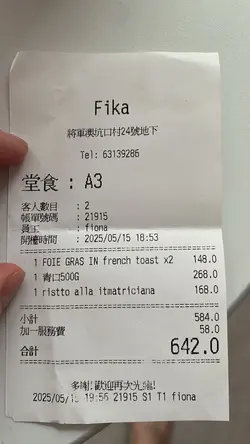 Fika
將軍澳坑口村24號地下
Tel: 63139286
堂食 : A3
客人數目 : 2
帳單號碼 : 21915
員工 : fiona
開檯時間 : 2025/05/15 18:53
1 FOIE GRAS IN french toast x2 148.0
1 青口500G 268.0
1 ristto alla itmatriciana 168.0
小計 584.0
加一服務費 58.0
合計 642.0
多謝!歡迎再次光臨!
2025/05/15 19:56 21915 S1 T1 fiona